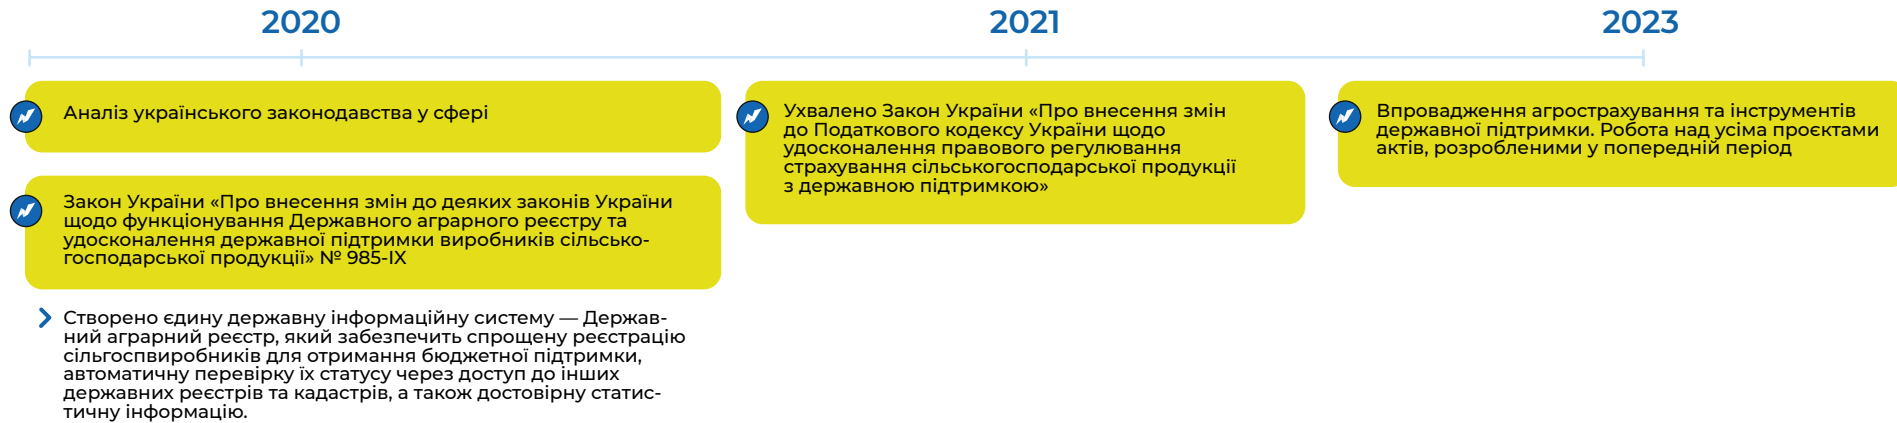 2020
Аналіз українського законодавства у сфері
Закон України «Про внесення змін до деяких законів України
щодо функціонування Державного аграрного реєстру та
удосконалення державної підтримки виробників сільсько-
господарської продукції» № 985-IX
Створено єдину державну інформаційну систему — Держав-
ний аграрний реєстр, який забезпечить спрощену реєстрацію
сільгоспвиробників для отримання бюджетної підтримки,
автоматичну перевірку їх статусу через доступ до інших
державних реєстрів та кадастрів, а також достовірну статис-
тичну інформацію.
2021
Ухвалено Закон України «Про внесення змін
до Податкового кодексу України щодо
удосконалення правового регулювання
страхування сільськогосподарської продукції
з державною підтримкою»
2023
Впровадження агрострахування та інструментів
державної підтримки. Робота над усіма проєктами
актів, розробленими у попередній період